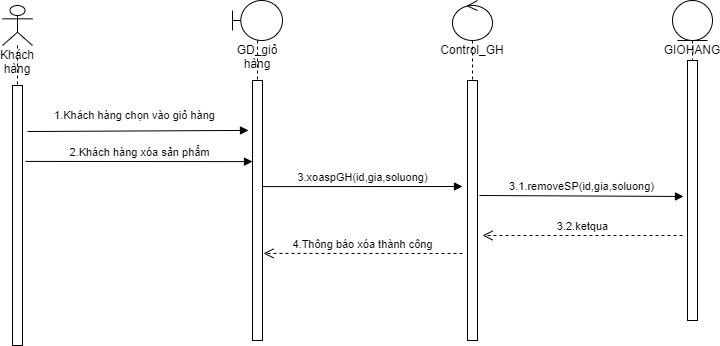 Khách
hàng
GD_giỏ
hàng
Control_GH
GIOHANG
1.Khách hàng chọn vào giỏ hàng
2.Khách hàng xóa sản phẩm
3.xoaspGH(id,gia,soluong)
3.1.removeSP(id,gia,soluong)
3.2.ketqua
4.Thông báo xóa thành công